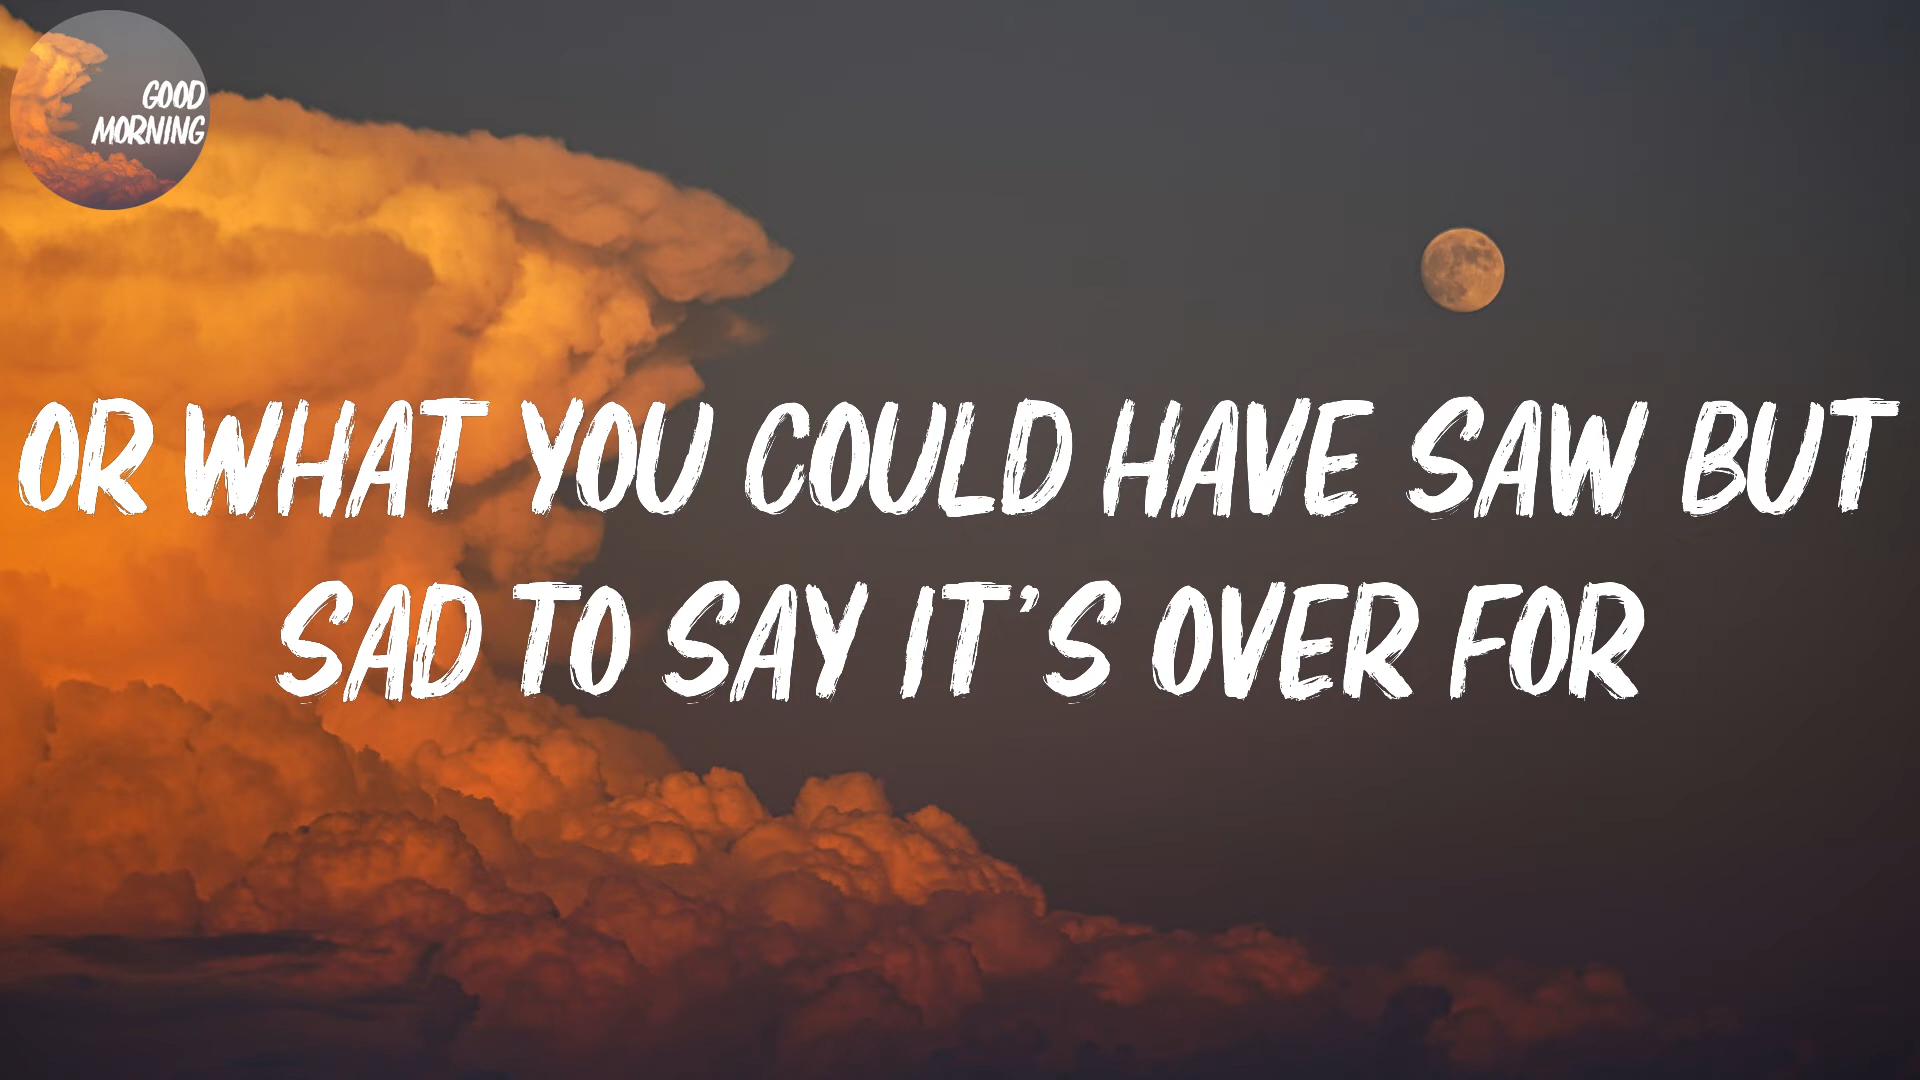 GOOD
MORNING
OR WHAT YOU COULD HAVE SAW BUT
SAD TO SAY IT'S OVER FOR